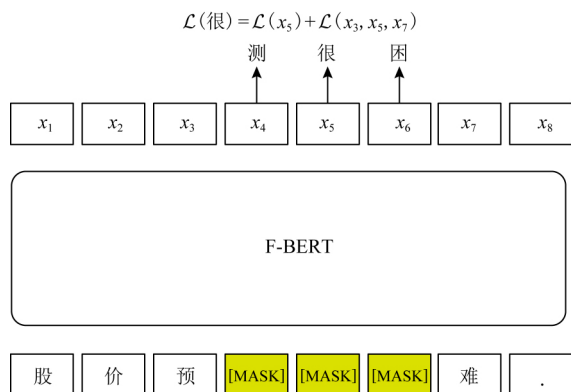 ℒ(很)=ℒ(x₅)+ℒ(x₃, x₅, x₇)
测 很 困
x₁ x₂ x₃ x₄ x₅ x₆ x₇ x₈
F-BERT
股 价 预 [MASK] [MASK] [MASK] 难 .